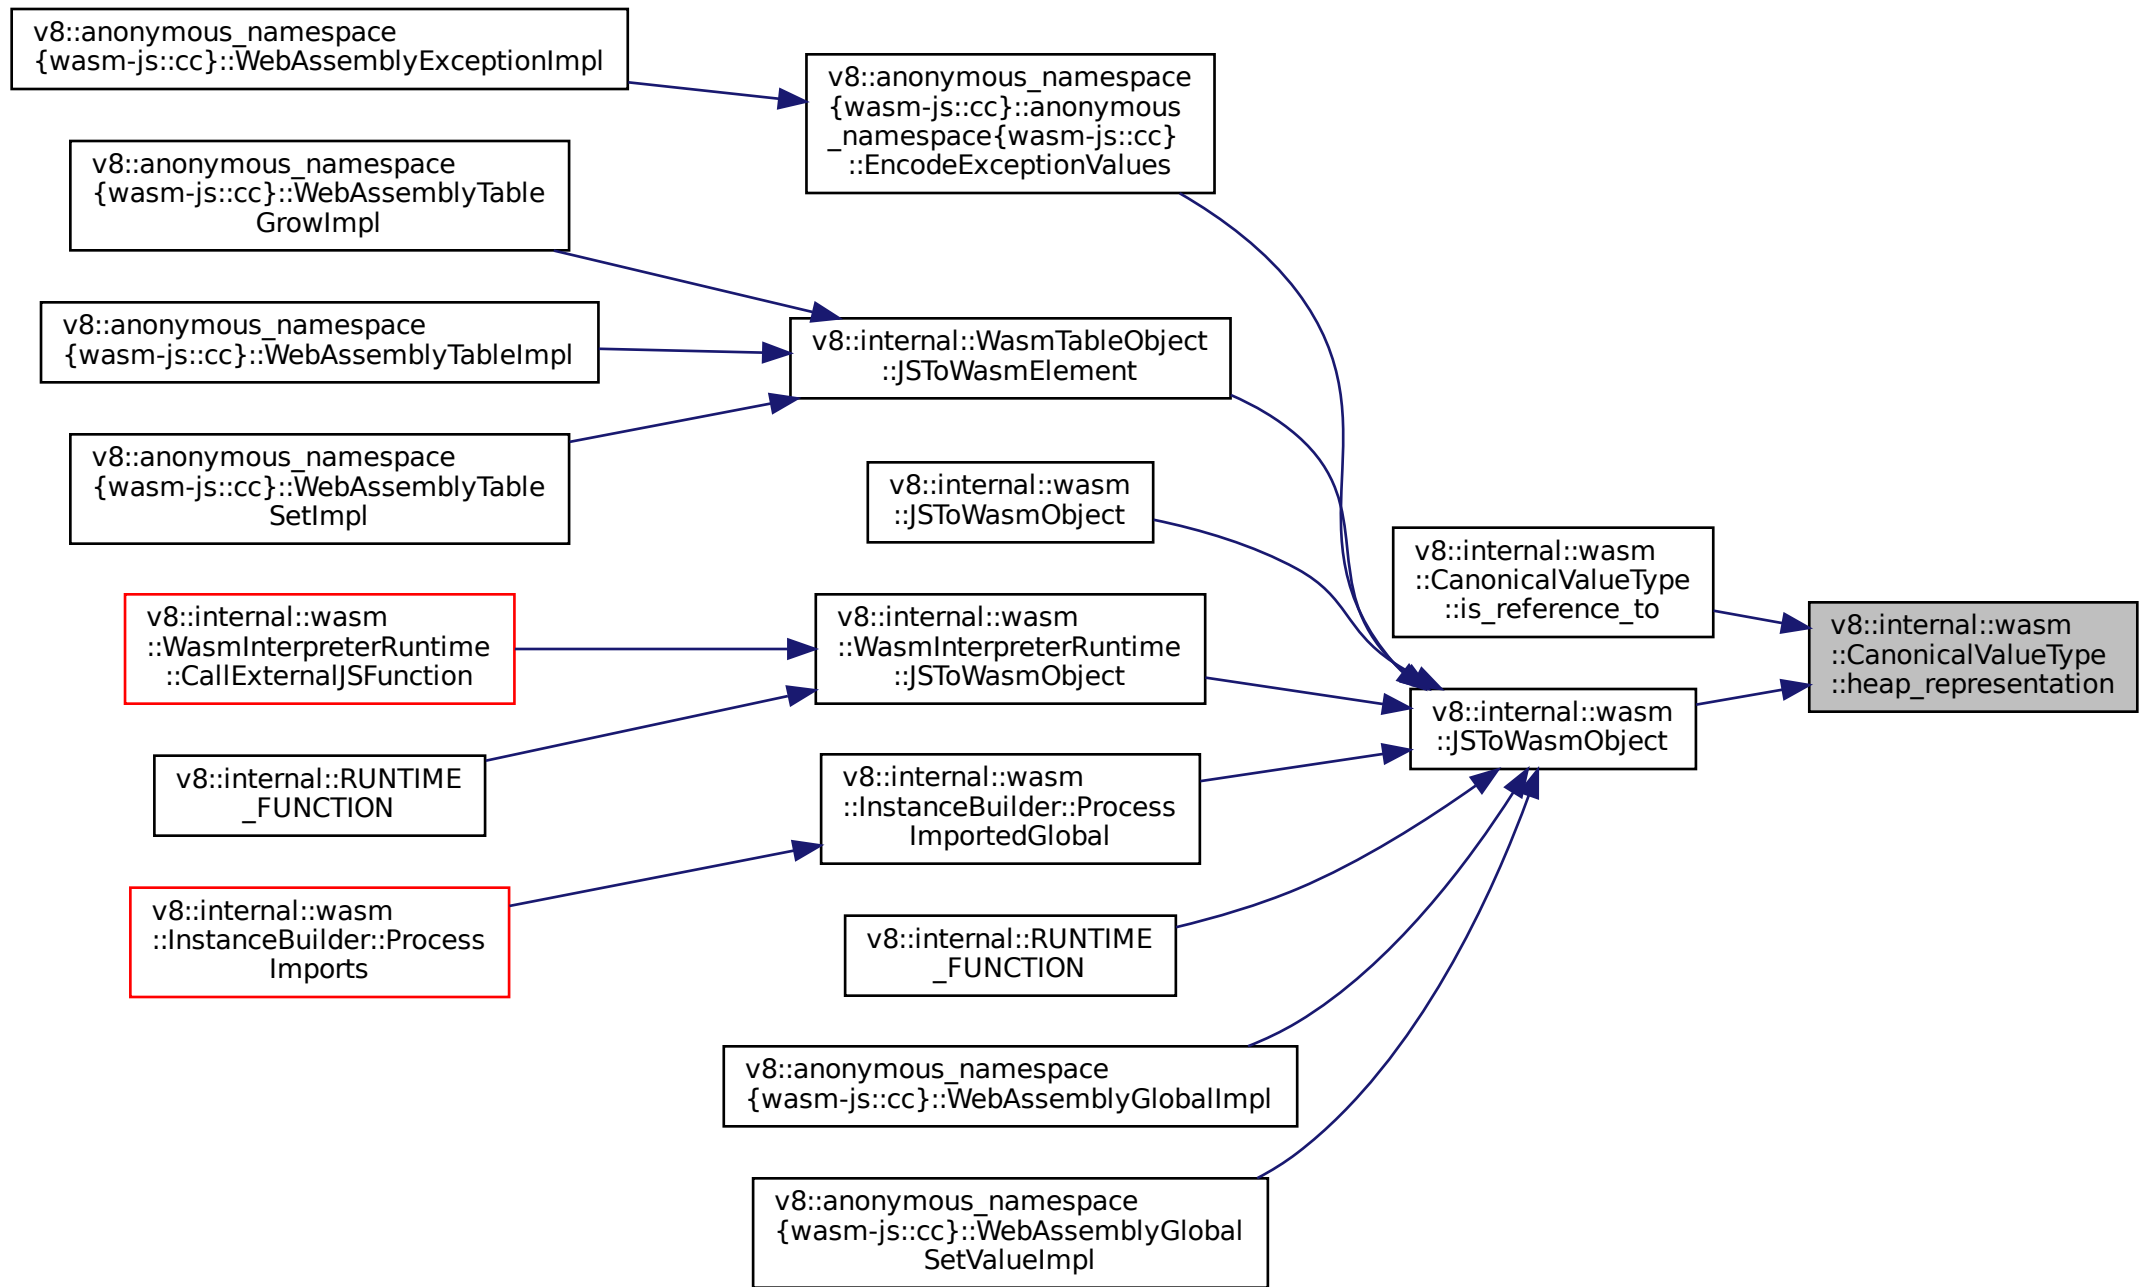 v8::anonymous_namespace
{wasm-js::cc}::WebAssemblyExceptionImpl
v8::anonymous_namespace
{wasm-js::cc}::WebAssemblyTable
GrowImpl
v8::anonymous_namespace
{wasm-js::cc}::WebAssemblyTableImpl
v8::anonymous_namespace
{wasm-js::cc}::WebAssemblyTable
SetImpl
v8::internal::wasm
::WasmInterpreterRuntime
::CallExternalJSFunction
v8::internal::RUNTIME
_FUNCTION
v8::internal::wasm
::InstanceBuilder::Process
Imports
v8::anonymous_namespace
{wasm-js::cc}::anonymous
_namespace{wasm-js::cc}
::EncodeExceptionValues
v8::internal::WasmTableObject
::JSToWasmElement
v8::internal::wasm
::JSToWasmObject
v8::internal::wasm
::WasmInterpreterRuntime
::JSToWasmObject
v8::internal::wasm
::InstanceBuilder::Process
ImportedGlobal
v8::internal::RUNTIME
_FUNCTION
v8::anonymous_namespace
{wasm-js::cc}::WebAssemblyGlobalImpl
v8::anonymous_namespace
{wasm-js::cc}::WebAssemblyGlobal
SetValueImpl
v8::internal::wasm
::CanonicalValueType
::is_reference_to
v8::internal::wasm
::JSToWasmObject
v8::internal::wasm
::CanonicalValueType
::heap_representation